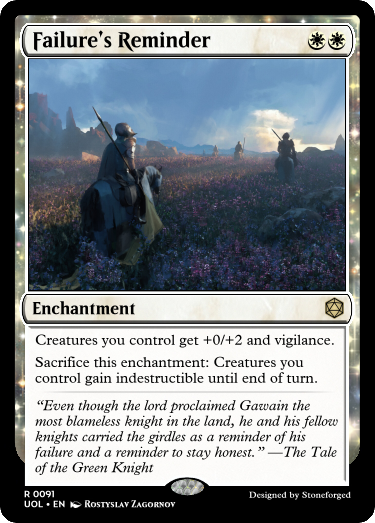 Failure's Reminder
Enchantment
Creatures you control get +0/+2 and vigilance.
Sacrifice this enchantment: Creatures you
control gain indestructible until end of turn.
“Even though the lord proclaimed Gawain the
most blameless knight in the land, he and his fellow
knights carried the girdles as a reminder of his
failure and a reminder to stay honest.” —The Tale
of the Green Knight
R 0091
UOL • EN Rostyslav Zagornov
Designed by Stoneforged